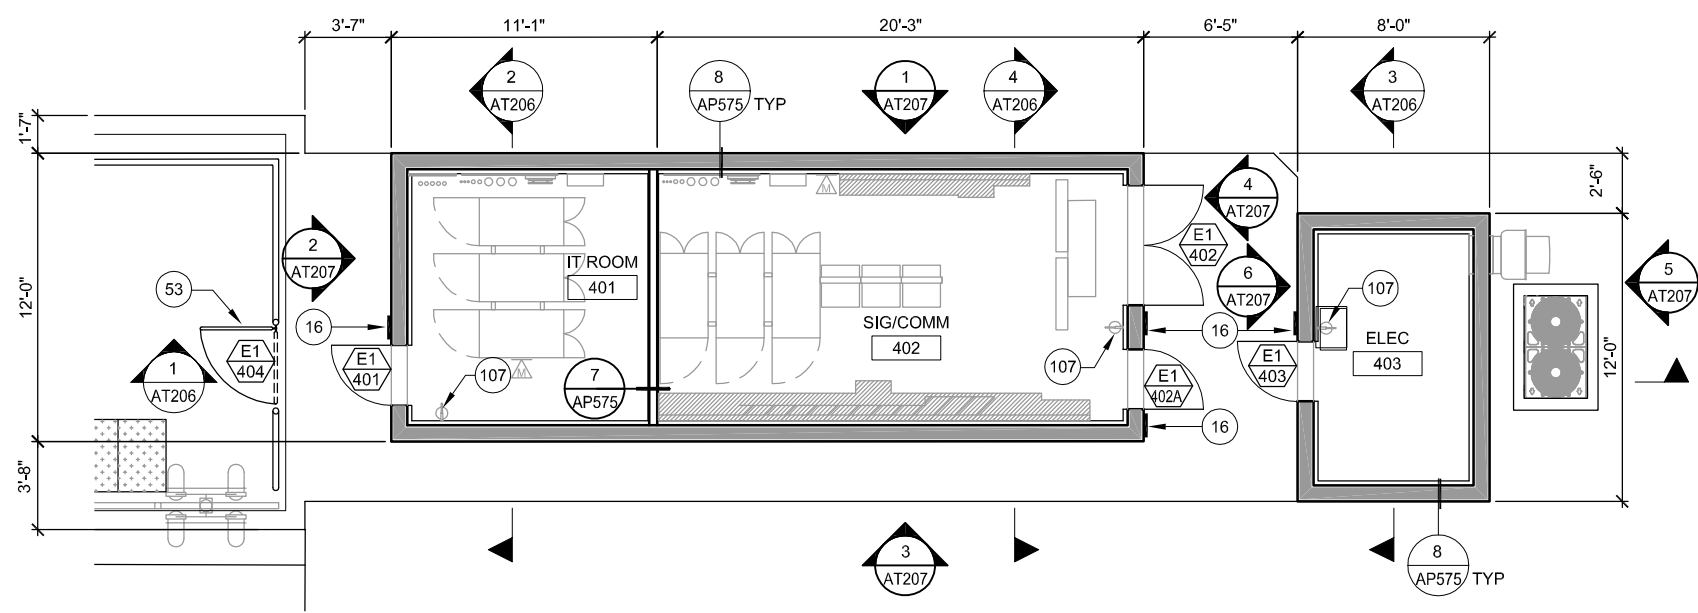 3'-7"
11'-1"
20'-3"
6'-5"
8'-0"
2
AT206
8
AP575 TYP
1
AT207
4
AT206
3
AT206
1'-7"
12'-0"
3'-8"
2'-6"
12'-0"
M
4
AT207
2
AT207
E1
402
IT ROOM
401
6
AT207
5
AT207
53
107
16
16
SIG/COMM
402
ELEC
403
E1
404
E1
401
1
AT206
107
M
7
AP575
107
E1
402A
E1
403
16
3
AT207
8
AP575 TYP